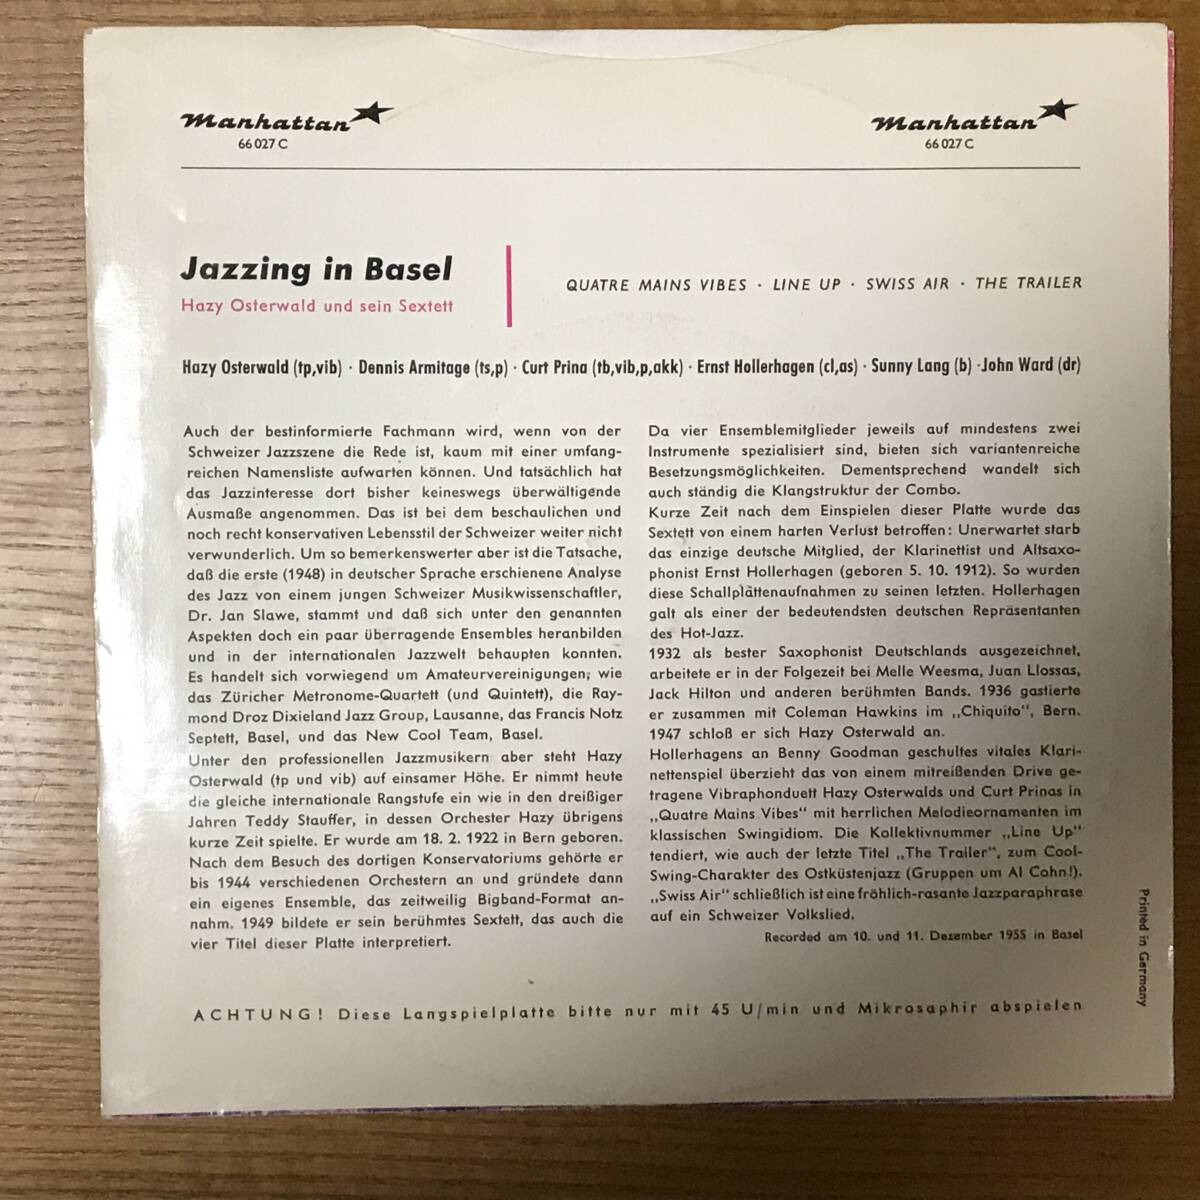 Manhattan
66 027 C
Manhattan
66 027 C
Jazzing in Basel
Hazy Osterwald und sein Sextett
QUATRE MAINS VIBES · LINE UP · SWISS AIR · THE TRAILER
Hazy Osterwald (tp,vib) · Dennis Armitage (ts,p) · Curt Prina (tb,vib,p,akk) · Ernst Hollerhagen (cl,as) · Sunny Lang (b) ·John Ward (dr)
Auch der bestinformierte Fachmann wird, wenn von der
Schweizer Jazzszene die Rede ist, kaum mit einer umfang-
reichen Namensliste aufwarten können. Und tatsächlich hat
das Jazzinteresse dort bisher keineswegs überwältigende
Ausmaße angenommen. Das ist bei dem beschaulichen und
noch recht konservativen Lebensstil der Schweizer weiter nicht
verwunderlich. Um so bemerkenswerter aber ist die Tatsache,
daß die erste (1948) in deutscher Sprache erschienene Analyse
des Jazz von einem jungen Schweizer Musikwissenschaftler,
Dr. Jan Slawe, stammt und daß sich unter den genannten
Aspekten doch ein paar überragende Ensembles heranbilden
und in der internationalen Jazzwelt behaupten konnten.
Es handelt sich vorwiegend um Amateurvereinigungen, wie
das Züricher Metronome-Quartett (und Quintett), die Ray-
mond Droz Dixieland Jazz Group, Lausanne, das Francis Notz
Septett, Basel, und das New Cool Team, Basel.
Unter den professionellen Jazzmusikern aber steht Hazy
Osterwald (tp und vib) auf einsamer Höhe. Er nimmt heute
die gleiche internationale Rangstufe ein wie in den dreißiger
Jahren Teddy Stauffer, in dessen Orchester Hazy übrigens
kurze Zeit spielte. Er wurde am 18. 2. 1922 in Bern geboren.
Nach dem Besuch des dortigen Konservatoriums gehörte er
bis 1944 verschiedenen Orchestern an und gründete dann
ein eigenes Ensemble, das zeitweilig Bigband-Format an-
nahm. 1949 bildete er sein berühmtes Sextett, das auch die
vier Titel dieser Platte interpretiert.
Da vier Ensemblemitglieder jeweils auf mindestens zwei
Instrumente spezialisiert sind, bieten sich variantenreiche
Besetzungsmöglichkeiten. Dementsprechend wandelt sich
auch ständig die Klangstruktur der Combo.
Kurze Zeit nach dem Einspielen dieser Platte wurde das
Sextett von einem harten Verlust betroffen: Unerwartet starb
das einzige deutsche Mitglied, der Klarinettist und Altsaxo-
phonist Ernst Hollerhagen (geboren 5. 10. 1912). So wurden
diese Schallplattenaufnahmen zu seinen letzten. Hollerhagen
galt als einer der bedeutendsten deutschen Repräsentanten
des Hot-Jazz.
1932 als bester Saxophonist Deutschlands ausgezeichnet,
arbeitete er in der Folgezeit bei Melle Weesma, Juan Llossas,
Jack Hilton und anderen berühmten Bands. 1936 gastierte
er zusammen mit Coleman Hawkins im „Chiquito“, Bern.
1947 schloß er sich Hazy Osterwald an.
Hollerhagens an Benny Goodman geschultes vitales Klari-
nettenspiel überzieht das von einem mitreißenden Drive ge-
tragene Vibraphonduett Hazy Osterwalds und Curt Prinas in
„Quatre Mains Vibes“ mit herrlichen Melodieornamenten im
klassischen Swingidiom. Die Kollektivnummer „Line Up“
tendiert, wie auch der letzte Titel „The Trailer“, zum Cool-
Swing-Charakter des Ostküstenjazz (Gruppen um Al Cohn!).
„Swiss Air“ schließlich ist eine fröhlich-rasante Jazzparaphrase
auf ein Schweizer Volkslied.
Recorded am 10. und 11. Dezember 1955 in Basel
ACHTUNG! Diese Langspielplatte bitte nur mit 45 U/min und Mikrosaphir abspielen
Printed in Germany